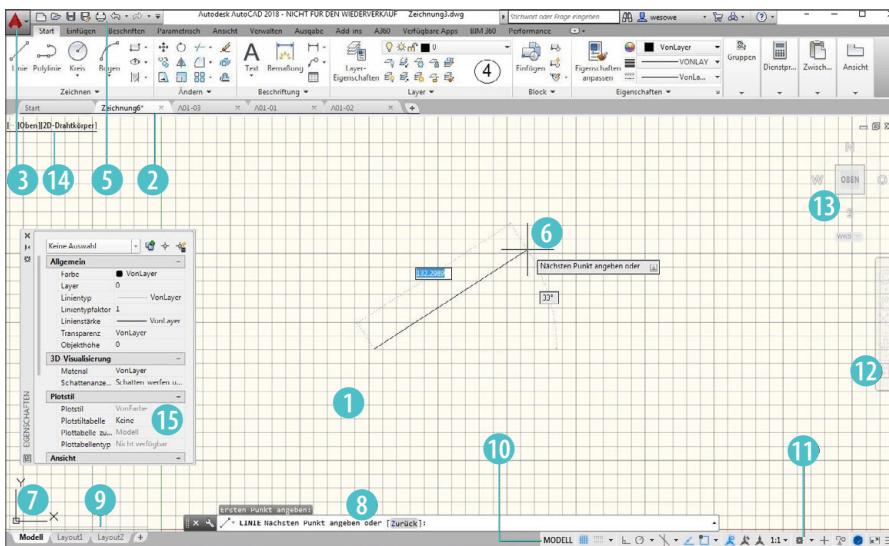 Autodesk AutoCAD 2018 - NICHT FÜR DEN WIEDERVERKAUF Zeichnung3.dwg
Stichwort oder Frage eingeben
wesowe
Start Einfügen Beschriften Parametrisch Ansicht Verwalten Ausgabe Add ins A360 Verfügbare Apps BIM 360 Performance
Linie Polylinie Kreis Bogen
Text Bemaßung
Layer-Eigenschaften
0
4
Einfügen
Eigenschaften anpassen
VonLayer
VONLAY
VonLa...
Gruppen
Dienstpr...
Zwisch...
Ansicht
Zeichnen Ändern Beschriftung Layer Block Eigenschaften
Start Zeichnung6* A01-03 A01-01 A01-02
[-][Oben][2D-Drahtkörper]
3 14 5 2
N
W OBEN O
13
S
WKS
6
132.2989
Nächsten Punkt angeben oder
33°
Keine Auswahl
Allgemein
Farbe VonLayer
Layer 0
Linientyp VonLayer
Linientypfaktor 1
Linienstärke VonLayer
Transparenz VonLayer
Objekthöhe 0
3D-Visualisierung
Material VonLayer
Schattenanze... Schatten werfen u...
Plotstil
Plotstil VonFarbe
Plotstiltabelle Keine
Plottabelle zu... Modell
Plottabellentyp Nicht verfügbar
Ansicht
EIGENSCHAFTEN
15
1
12
10
11
Y
7
X
9
8
Ersten Punkt angeben:
LINIE Nächsten Punkt angeben oder [Zurück]:
Modell Layout1 Layout2 +
MODELL 1:1